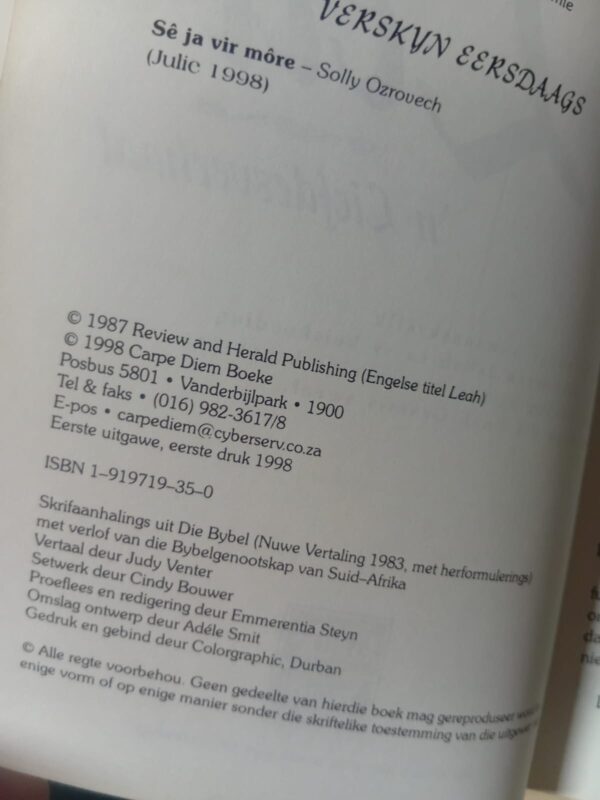 VERSKYN EERSDAAGS
Sê ja vir môre – Solly Ozrovech
(Julie 1998)
'n Liefdesverhaal
© 1987 Review and Herald Publishing (Engelse titel Leah)
© 1998 Carpe Diem Boeke
Posbus 5801 • Vanderbijlpark • 1900
Tel & faks • (016) 982-3617/8
E-pos • carpediem@cyberserv.co.za
Eerste uitgawe, eerste druk 1998
ISBN 1–919719–35–0
Skrifaanhalings uit Die Bybel (Nuwe Vertaling 1983, met herformulerings)
met verlof van die Bybelgenootskap van Suid–Afrika
Vertaal deur Judy Venter
Setwerk deur Cindy Bouwer
Proeflees en redigering deur Emmerentia Steyn
Omslag ontwerp deur Adéle Smit
Gedruk en gebind deur Colorgraphic, Durban
© Alle regte voorbehou. Geen gedeelte van hierdie boek mag gereproduseer word
enige vorm of op enige manier sonder die skriftelike toestemming van die uitgewer